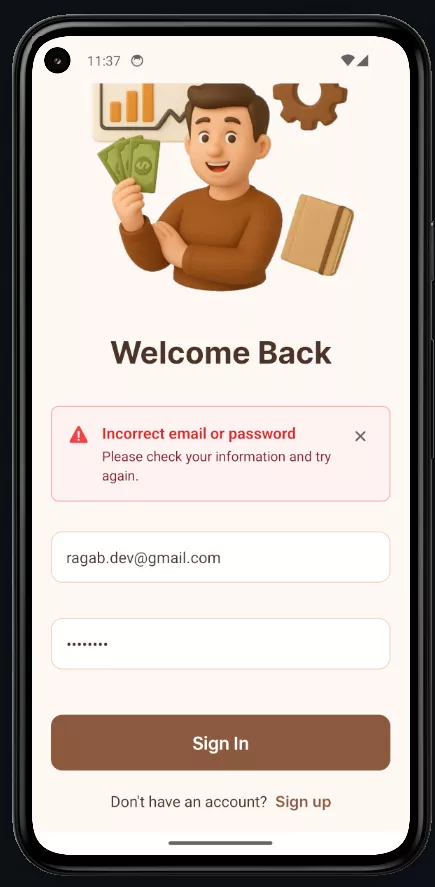 11:37
Welcome Back
Incorrect email or password
Please check your information and try
again.
ragab.dev@gmail.com
••••••••
Sign In
Don't have an account? Sign up